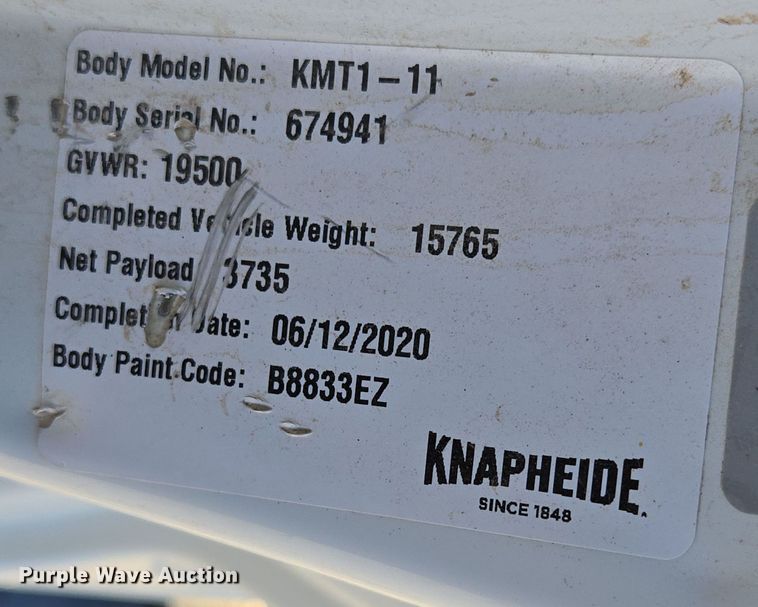 Body Model No.: KMT1-11
Body Serial No.: 674941
GVWR: 19500
Completed Vehicle Weight: 15765
Net Payload 3735
Completion Date: 06/12/2020
Body Paint Code: B8833EZ
KNAPHEIDE.
SINCE 1848
Purple Wave Auction